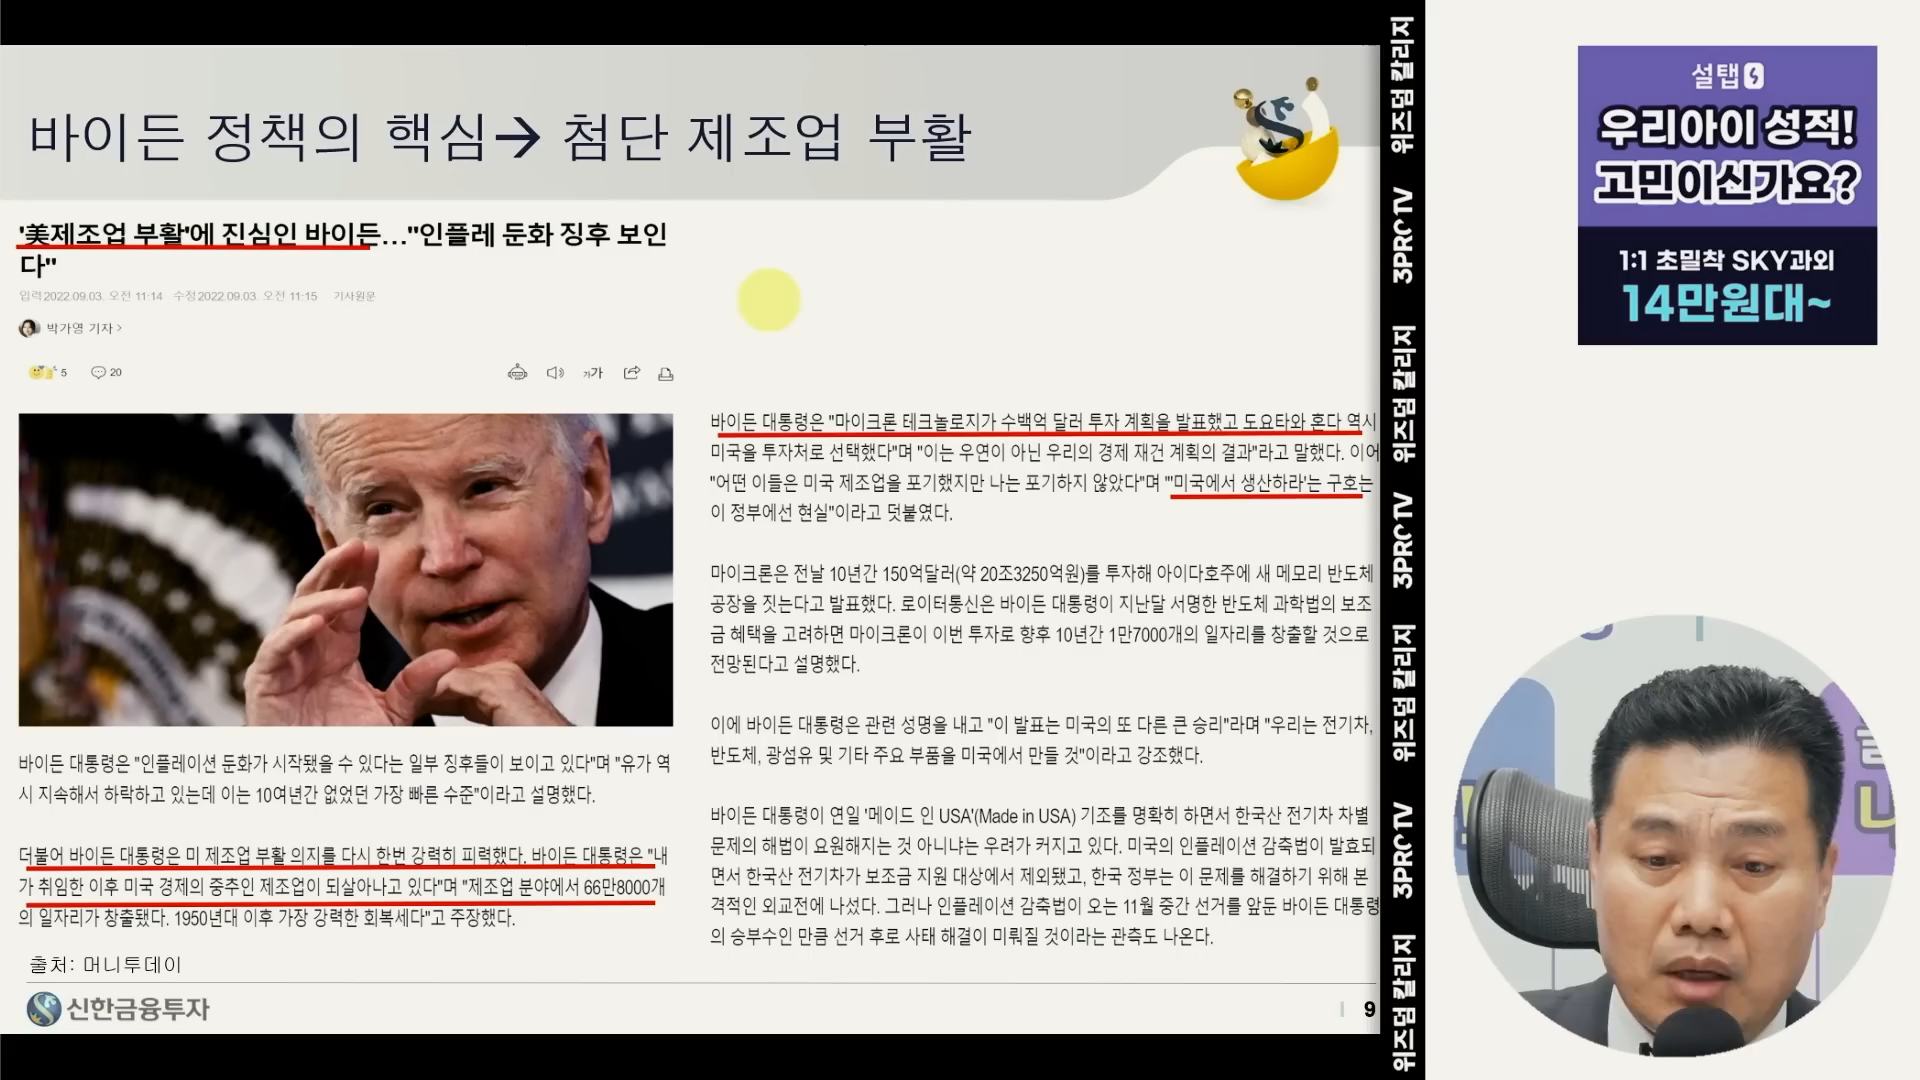 바이든 정책의 핵심→ 첨단 제조업 부활
'美제조업 부활'에 진심인 바이든..."인플레 둔화 징후 보인
다"
입력2022.09.03. 오전 11:14 수정2022.09.03. 오전 11:15 기사원문
박가영 기자 >
5 20
가가
바이든 대통령은 "인플레이션 둔화가 시작됐을 수 있다는 일부 징후들이 보이고 있다"며 "유가 역
시 지속해서 하락하고 있는데 이는 10여년간 없었던 가장 빠른 수준"이라고 설명했다.
더불어 바이든 대통령은 미 제조업 부활 의지를 다시 한번 강력히 피력했다. 바이든 대통령은 "내
가 취임한 이후 미국 경제의 중추인 제조업이 되살아나고 있다"며 "제조업 분야에서 66만8000개
의 일자리가 창출됐다. 1950년대 이후 가장 강력한 회복세다"고 주장했다.
출처: 머니투데이
신한금융투자
바이든 대통령은 "마이크론 테크놀로지가 수백억 달러 투자 계획을 발표했고 도요타와 혼다 역시
미국을 투자처로 선택했다"며 "이는 우연이 아닌 우리의 경제 재건 계획의 결과"라고 말했다. 이어
"어떤 이들은 미국 제조업을 포기했지만 나는 포기하지 않았다"며 "'미국에서 생산하라'는 구호는
이 정부에선 현실"이라고 덧붙였다.
마이크론은 전날 10년간 150억달러(약 20조3250억원)를 투자해 아이다호주에 새 메모리 반도체
공장을 짓는다고 발표했다. 로이터통신은 바이든 대통령이 지난달 서명한 반도체 과학법의 보조
금 혜택을 고려하면 마이크론이 이번 투자로 향후 10년간 1만7000개의 일자리를 창출할 것으로
전망된다고 설명했다.
이에 바이든 대통령은 관련 성명을 내고 "이 발표는 미국의 또 다른 큰 승리"라며 "우리는 전기차,
반도체, 광섬유 및 기타 주요 부품을 미국에서 만들 것"이라고 강조했다.
바이든 대통령이 연일 '메이드 인 USA'(Made in USA) 기조를 명확히 하면서 한국산 전기차 차별
문제의 해법이 요원해지는 것 아니냐는 우려가 커지고 있다. 미국의 인플레이션 감축법이 발효되
면서 한국산 전기차가 보조금 지원 대상에서 제외됐고, 한국 정부는 이 문제를 해결하기 위해 본
격적인 외교전에 나섰다. 그러나 인플레이션 감축법이 오는 11월 중간 선거를 앞둔 바이든 대통령
의 승부수인 만큼 선거 후로 사태 해결이 미뤄질 것이라는 관측도 나온다.
9
위즈덤 칼리지
3PROTV
위즈덤 칼리지
3PROTV
위즈덤 칼리지
3PROTV
위즈덤 칼리지
설탭
우리아이 성적!
고민이신가요?
1:1 초밀착 SKY과외
14만원대~